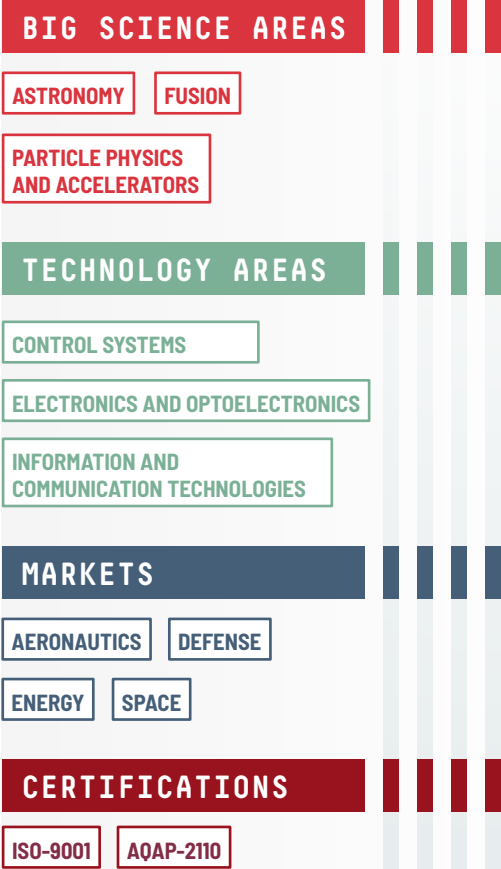 BIG SCIENCE AREAS
ASTRONOMY
FUSION
PARTICLE PHYSICS
AND ACCELERATORS
TECHNOLOGY AREAS
CONTROL SYSTEMS
ELECTRONICS AND OPTOELECTRONICS
INFORMATION AND
COMMUNICATION TECHNOLOGIES
MARKETS
AERONAUTICS
DEFENSE
ENERGY
SPACE
CERTIFICATIONS
ISO-9001
AQAP-2110